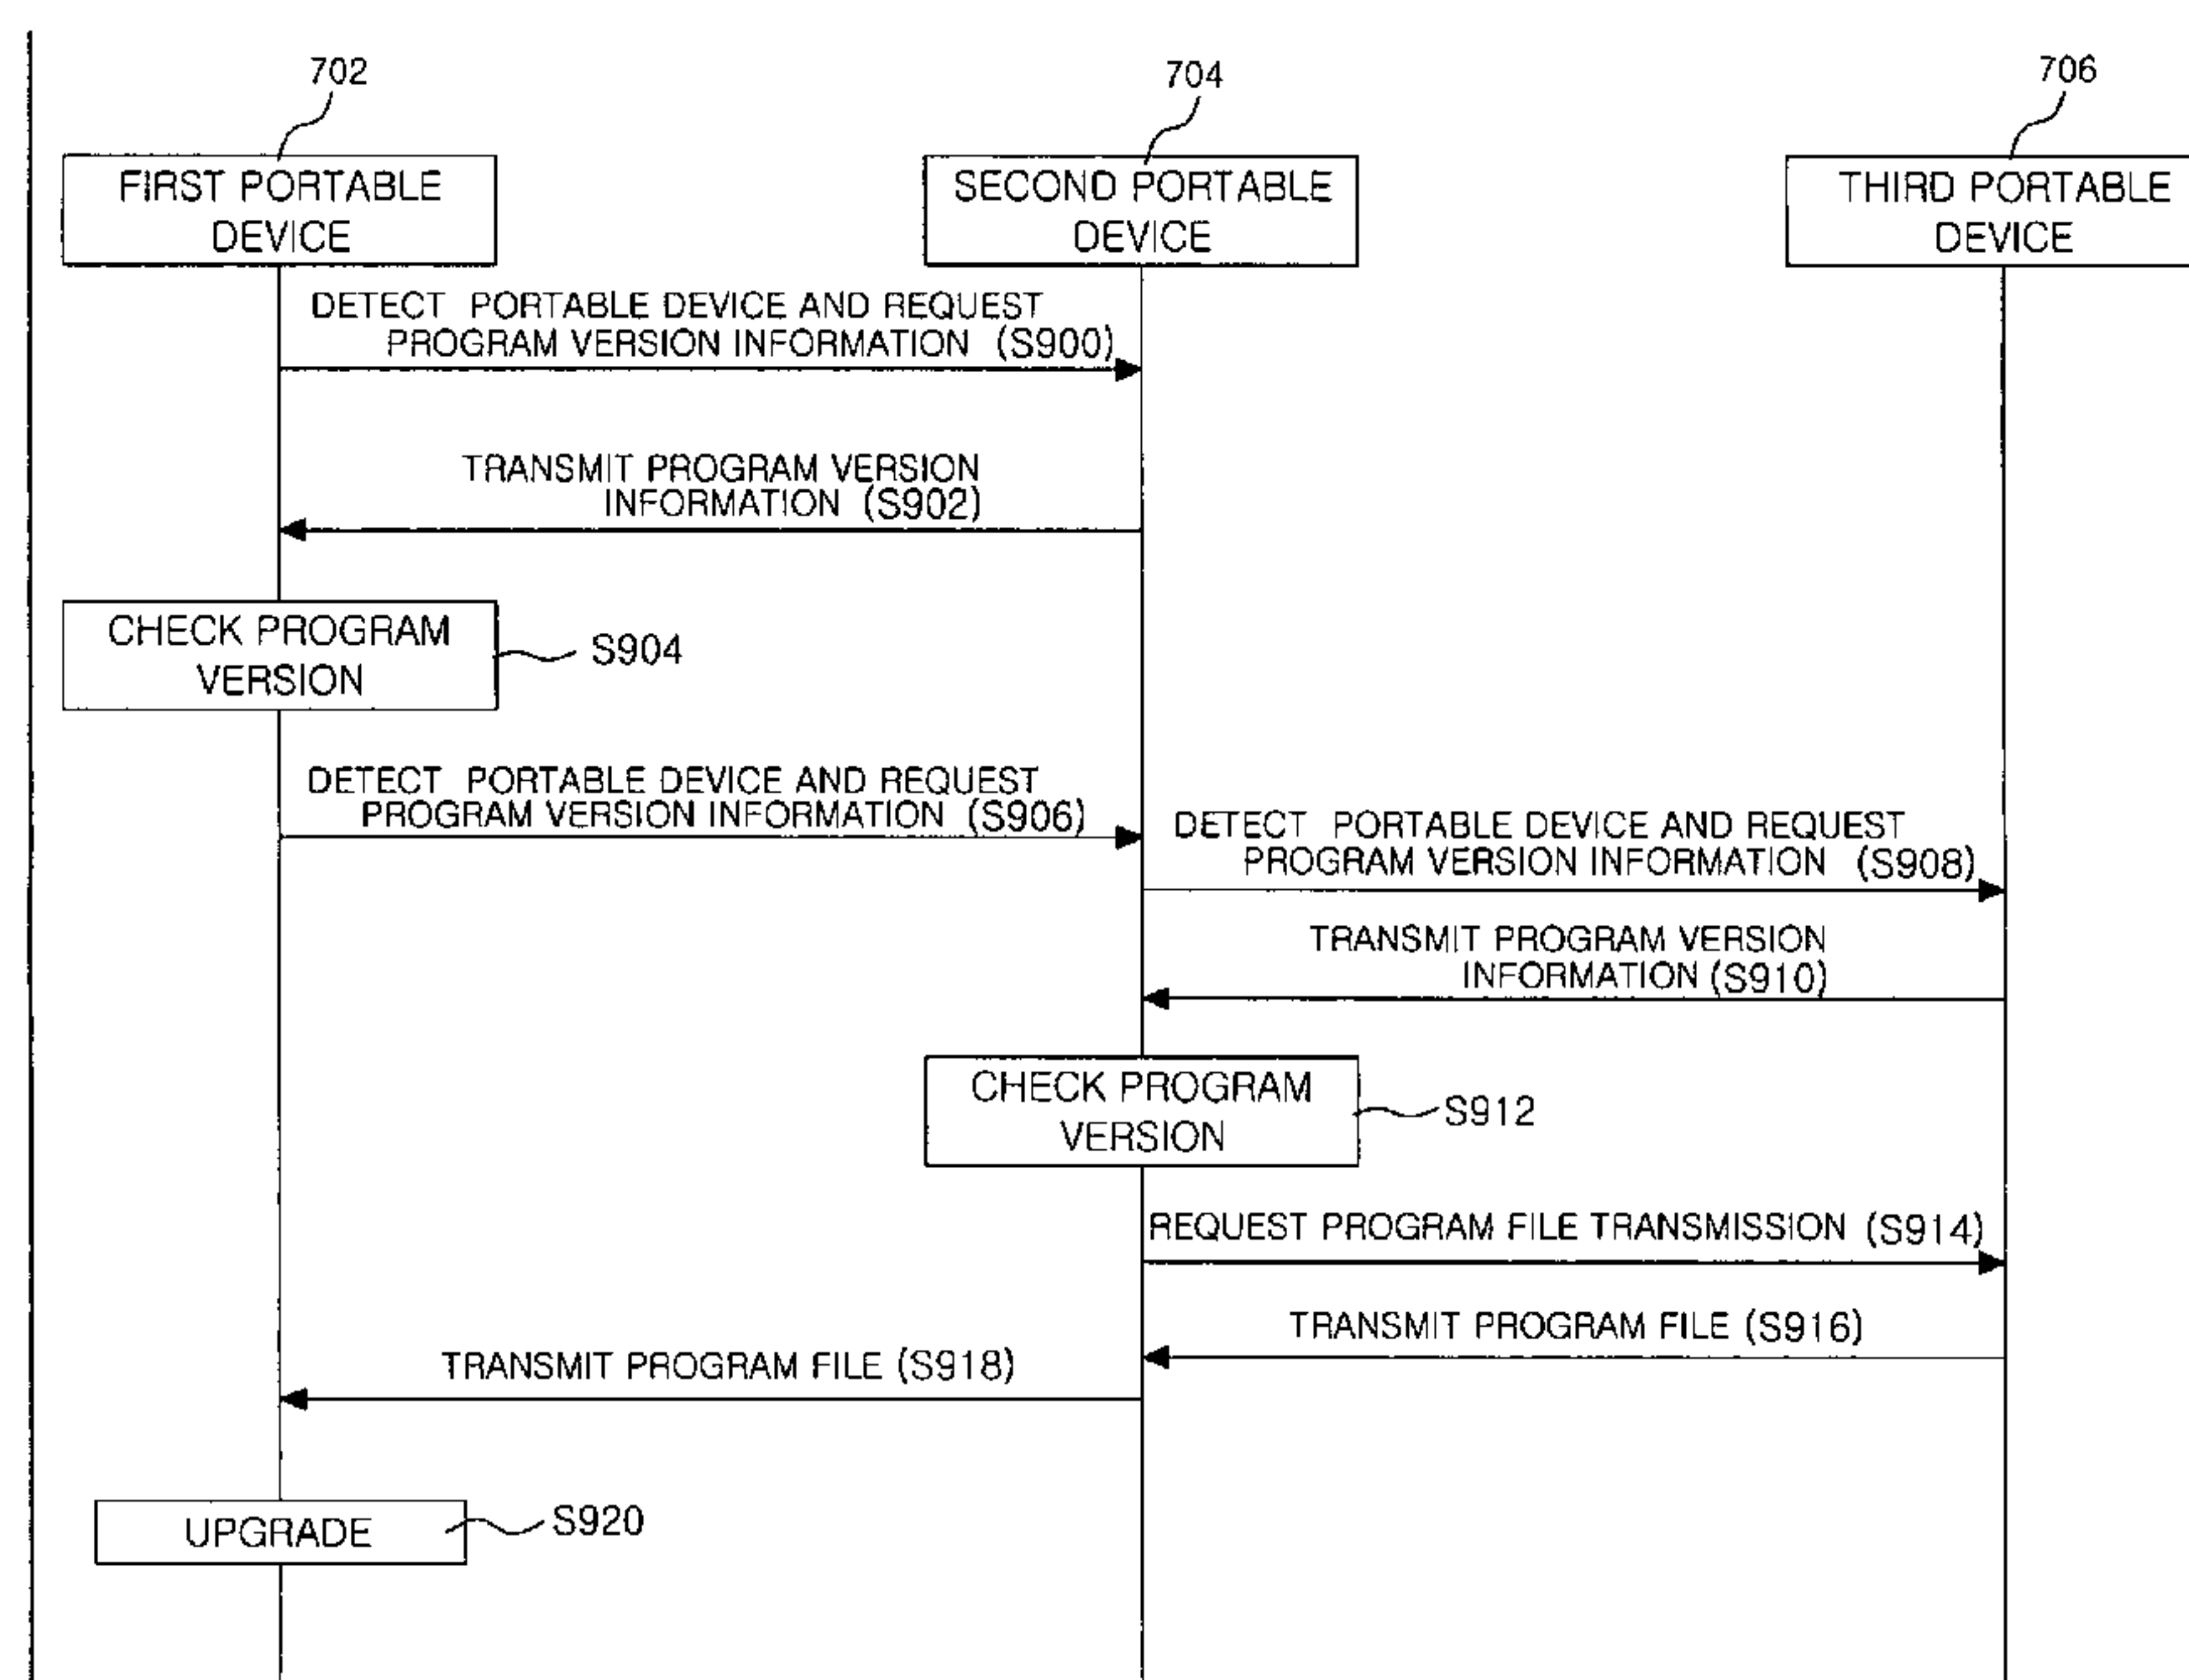 702
704
706
FIRST PORTABLE
DEVICE
SECOND PORTABLE
DEVICE
THIRD PORTABLE
DEVICE
DETECT PORTABLE DEVICE AND REQUEST
PROGRAM VERSION INFORMATION (S900)
TRANSMIT PROGRAM VERSION
INFORMATION (S902)
CHECK PROGRAM
VERSION
S904
DETECT PORTABLE DEVICE AND REQUEST
PROGRAM VERSION INFORMATION (S906)
DETECT PORTABLE DEVICE AND REQUEST
PROGRAM VERSION INFORMATION (S908)
TRANSMIT PROGRAM VERSION
INFORMATION (S910)
CHECK PROGRAM
VERSION
S912
REQUEST PROGRAM FILE TRANSMISSION (S914)
TRANSMIT PROGRAM FILE (S916)
TRANSMIT PROGRAM FILE (S918)
UPGRADE
S920